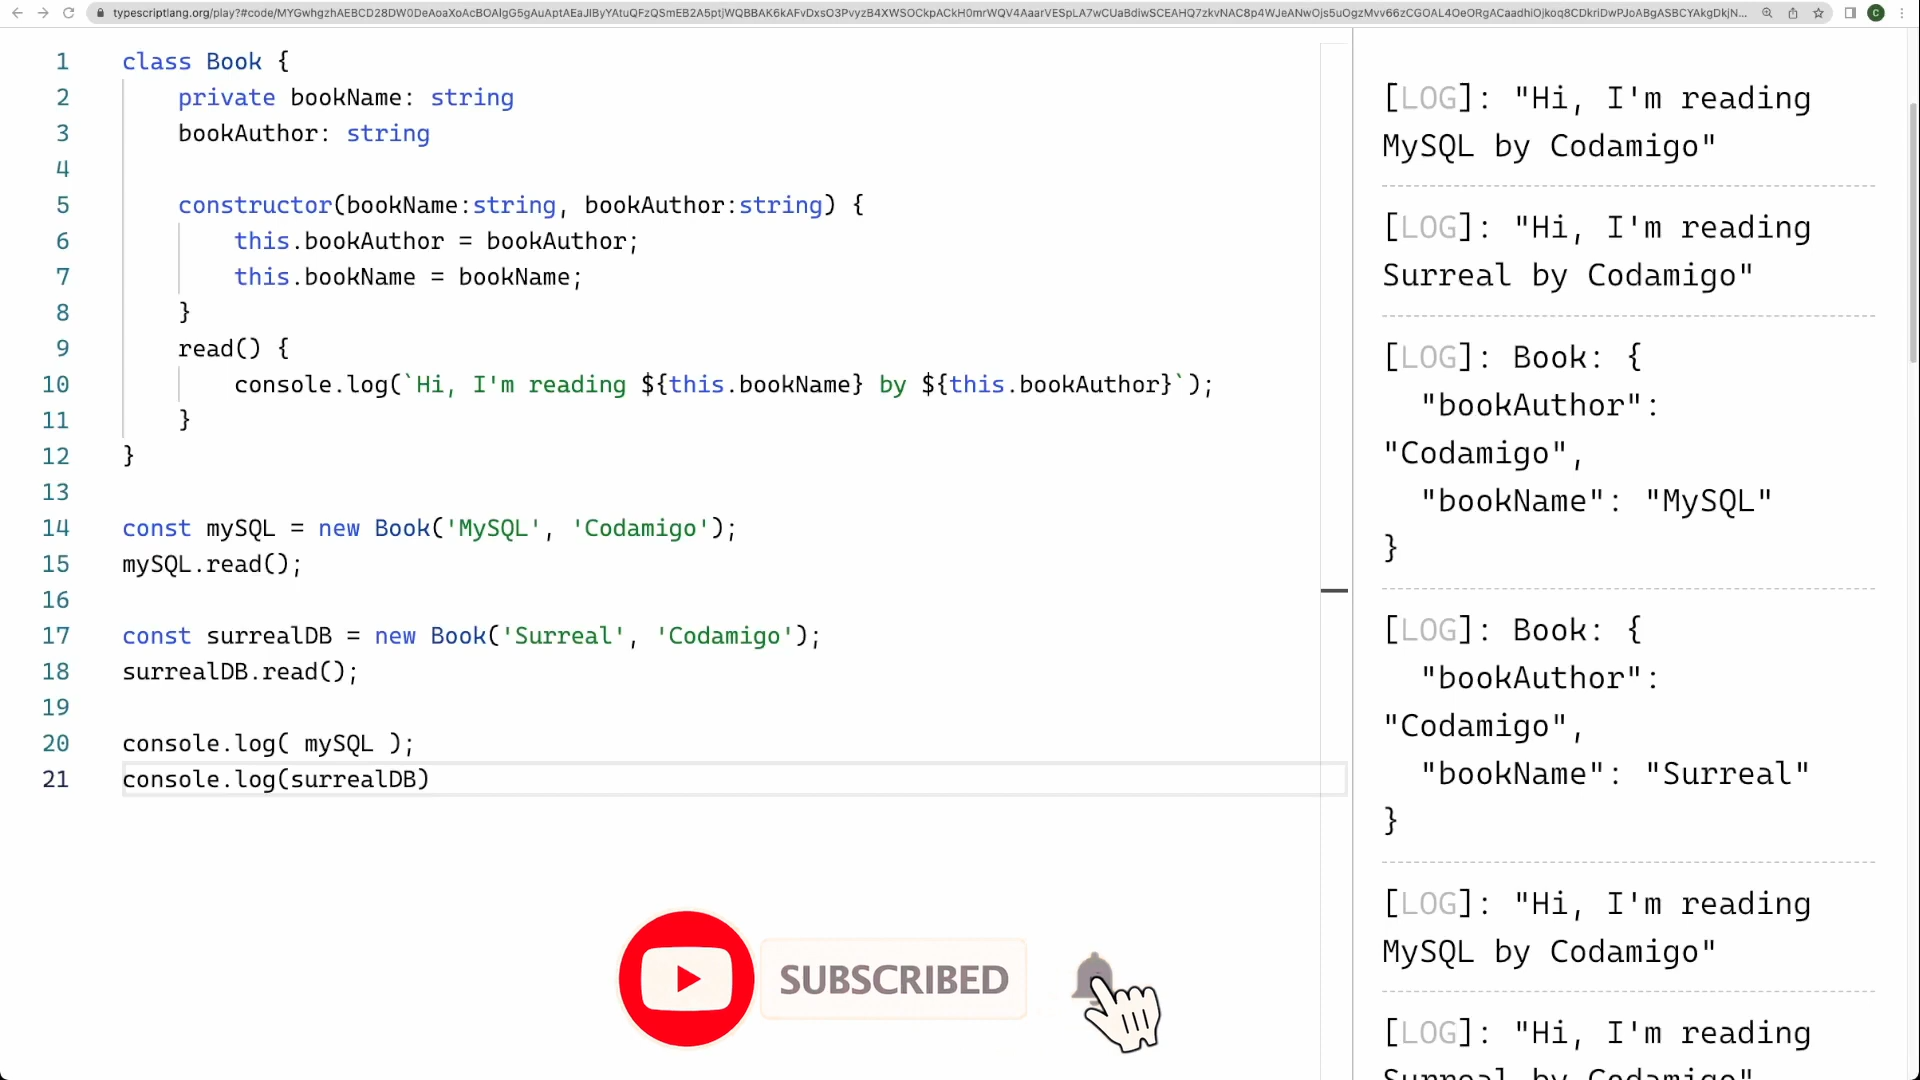 typescriptlang.org/play?#code/
1 class Book {
2 private bookName: string
3 bookAuthor: string
4
5 constructor(bookName:string, bookAuthor:string) {
6 this.bookAuthor = bookAuthor;
7 this.bookName = bookName;
8 }
9 read() {
10 console.log(`Hi, I'm reading ${this.bookName} by ${this.bookAuthor}`);
11 }
12 }
13
14 const mySQL = new Book('MySQL', 'Codamigo');
15 mySQL.read();
16
17 const surrealDB = new Book('Surreal', 'Codamigo');
18 surrealDB.read();
19
20 console.log( mySQL );
21 console.log(surrealDB)
[LOG]: "Hi, I'm reading
MySQL by Codamigo"
[LOG]: "Hi, I'm reading
Surreal by Codamigo"
[LOG]: Book: {
"bookAuthor":
"Codamigo",
"bookName": "MySQL"
}
[LOG]: Book: {
"bookAuthor":
"Codamigo",
"bookName": "Surreal"
}
[LOG]: "Hi, I'm reading
MySQL by Codamigo"
[LOG]: "Hi, I'm reading
Surreal by Codamigo"
SUBSCRIBED